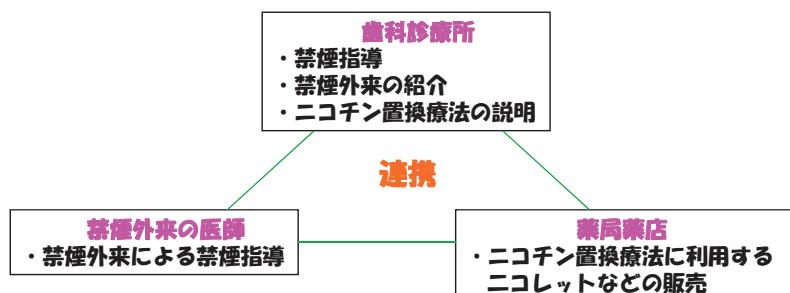 歯科診療所
・禁煙指導
・禁煙外来の紹介
・ニコチン置換療法の説明
連携
禁煙外来の医師
・禁煙外来による禁煙指導
薬局薬店
・ニコチン置換療法に利用する
ニコレットなどの販売